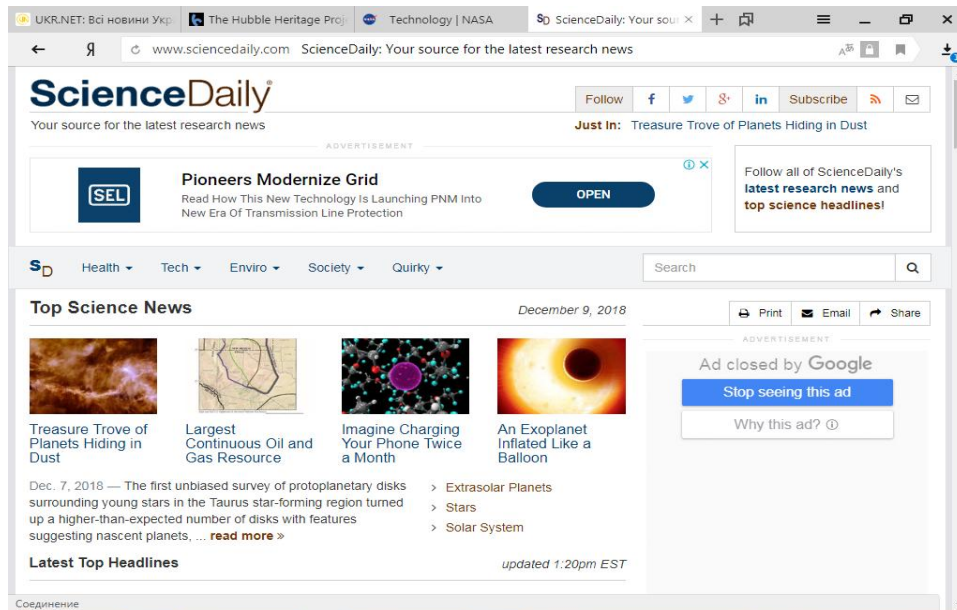 UKR.NET: Всі новини Укр
The Hubble Heritage Proj
Technology | NASA
ScienceDaily: Your sour
Я
www.sciencedaily.com ScienceDaily: Your source for the latest research news
ScienceDaily
Your source for the latest research news
Follow
Subscribe
Just In: Treasure Trove of Planets Hiding in Dust
ADVERTISEMENT
SEL
Pioneers Modernize Grid
Read How This New Technology Is Launching PNM Into
New Era Of Transmission Line Protection
OPEN
Follow all of ScienceDaily's
latest research news and
top science headlines!
SD Health Tech Enviro Society Quirky
Search
Top Science News
December 9, 2018
Print Email Share
ADVERTISEMENT
Ad closed by Google
Stop seeing this ad
Why this ad?
Treasure Trove of
Planets Hiding in
Dust
Largest
Continuous Oil and
Gas Resource
Imagine Charging
Your Phone Twice
a Month
An Exoplanet
Inflated Like a
Balloon
Dec. 7, 2018 — The first unbiased survey of protoplanetary disks
surrounding young stars in the Taurus star-forming region turned
up a higher-than-expected number of disks with features
suggesting nascent planets, ... read more »
Extrasolar Planets
Stars
Solar System
Latest Top Headlines
updated 1:20pm EST
Соединение